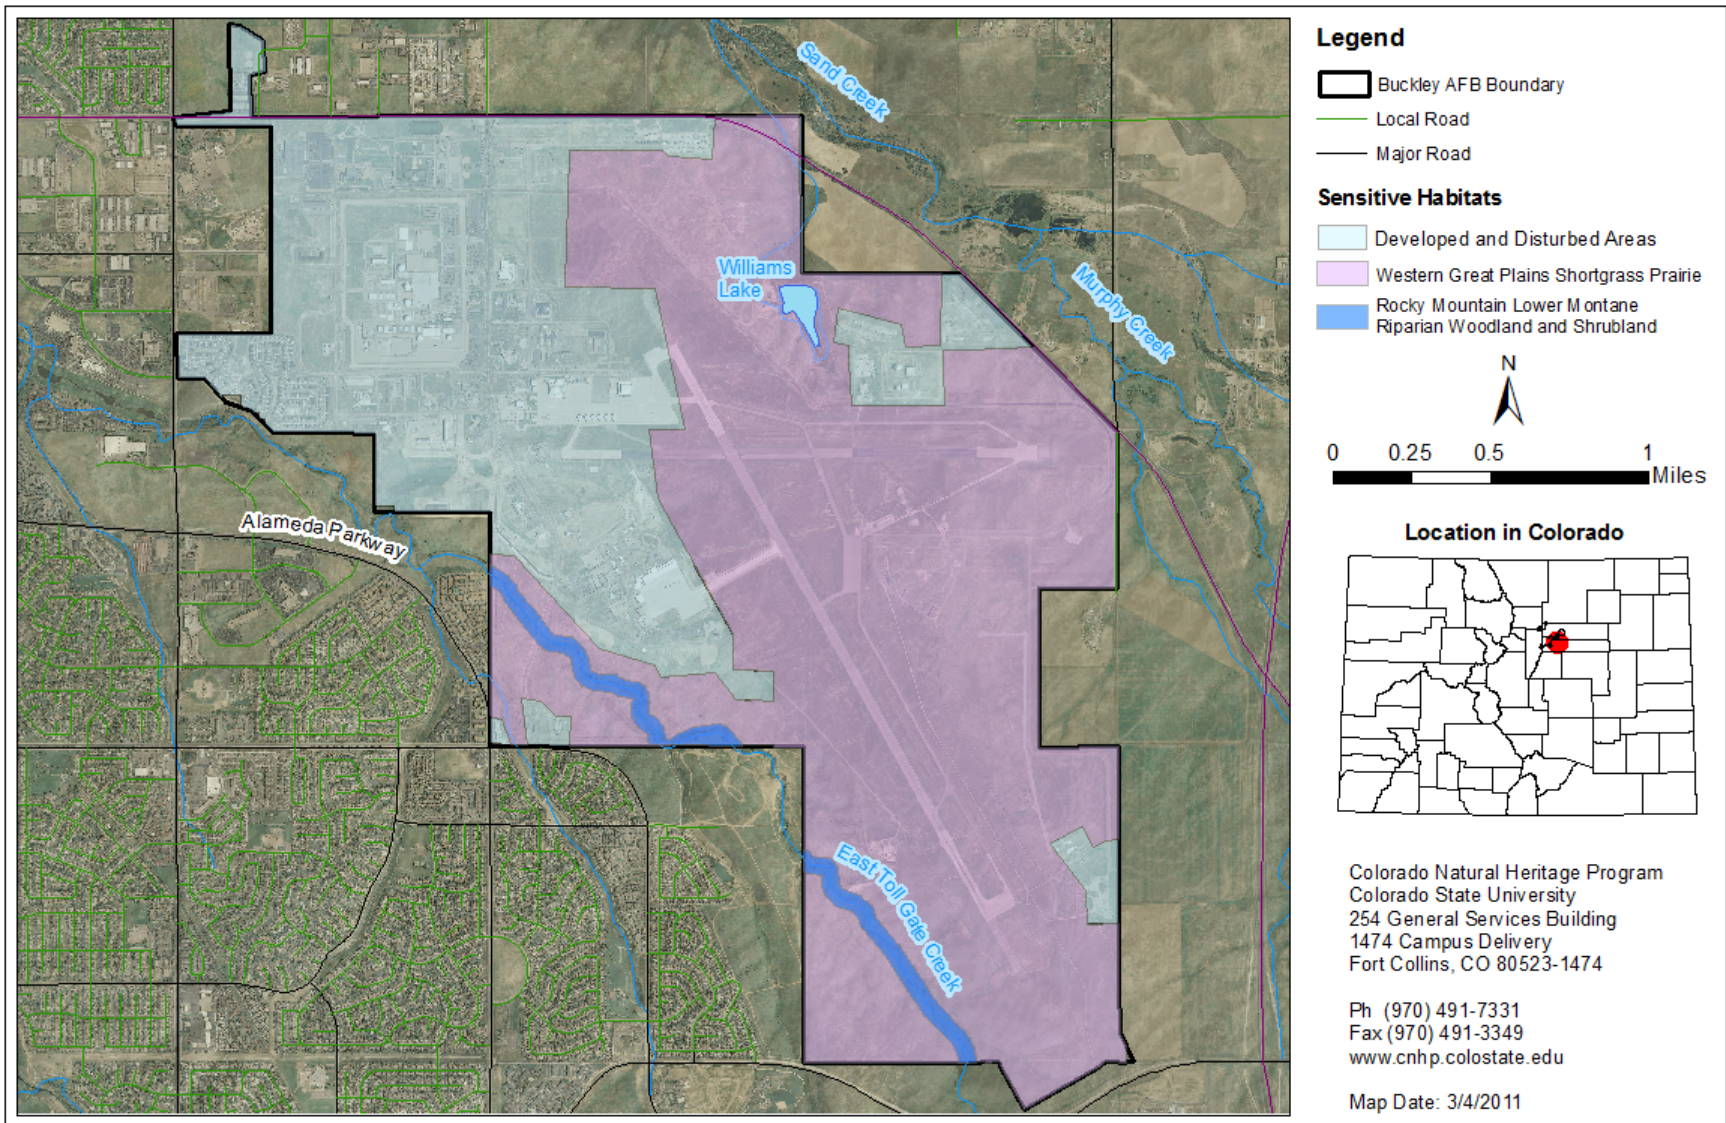 Sand Creek
Williams
Lake
Murphy Creek
Alameda Parkway
East Toll Gate Creek
Legend
Buckley AFB Boundary
Local Road
Major Road
Sensitive Habitats
Developed and Disturbed Areas
Western Great Plains Shortgrass Prairie
Rocky Mountain Lower Montane
Riparian Woodland and Shrubland
N
0 0.25 0.5 1
Miles
Location in Colorado
Colorado Natural Heritage Program
Colorado State University
254 General Services Building
1474 Campus Delivery
Fort Collins, CO 80523-1474
Ph (970) 491-7331
Fax (970) 491-3349
www.cnhp.colostate.edu
Map Date: 3/4/2011